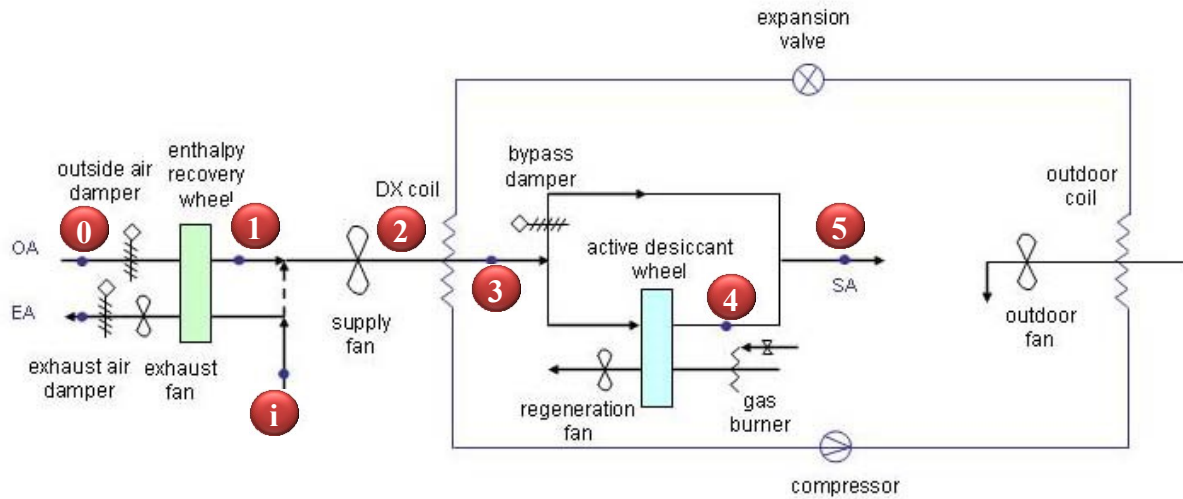 expansion
valve
outside air
damper
enthalpy
recovery
wheel
DX coil
bypass
damper
outdoor
coil
0
1
2
5
OA
active desiccant
wheel
3
4
SA
EA
supply
fan
outdoor
fan
exhaust air
damper
exhaust
fan
i
regeneration
fan
gas
burner
compressor